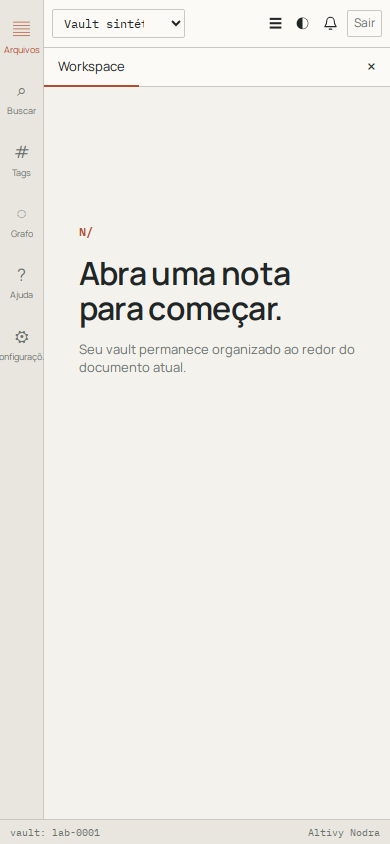 Arquivos
Buscar
# Tags
Grafo
? Ajuda
onfiguraçõ
Vault sintét
Sair
Workspace ×
N/
Abra uma nota
para começar.
Seu vault permanece organizado ao redor do
documento atual.
vault: lab-0001
Altivy Nodra